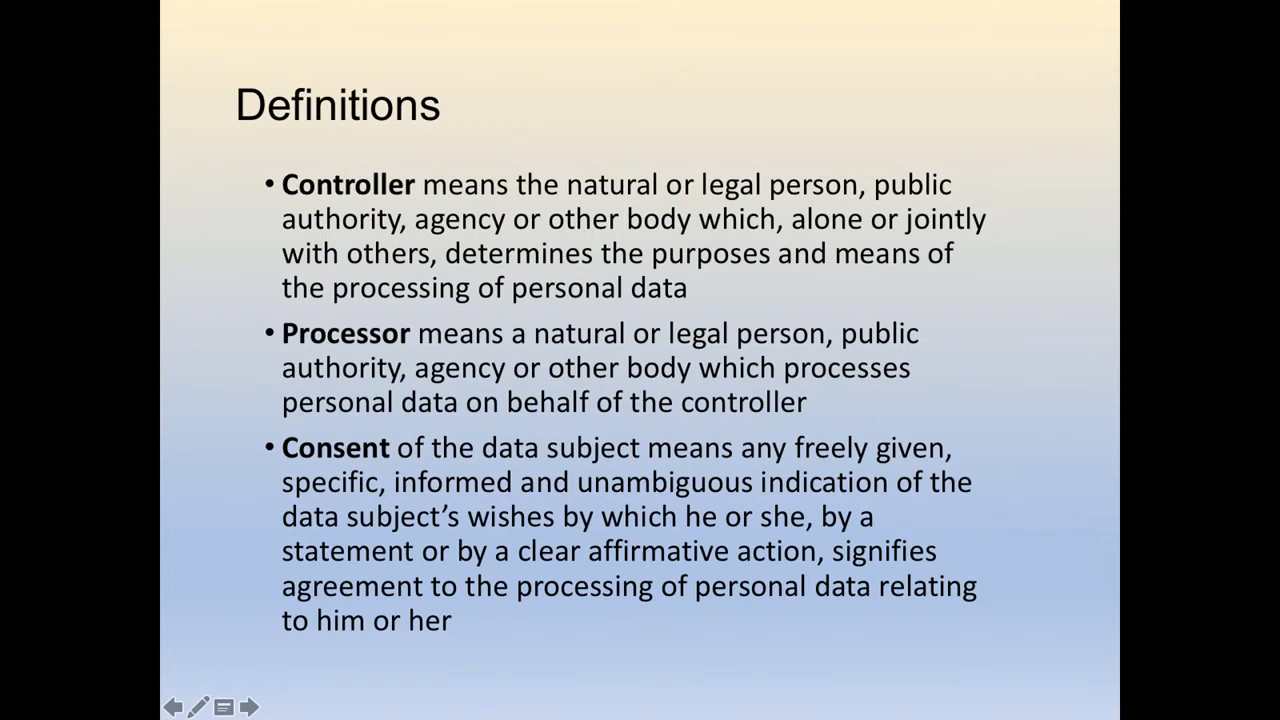 Definitions
• Controller means the natural or legal person, public
authority, agency or other body which, alone or jointly
with others, determines the purposes and means of
the processing of personal data
• Processor means a natural or legal person, public
authority, agency or other body which processes
personal data on behalf of the controller
• Consent of the data subject means any freely given,
specific, informed and unambiguous indication of the
data subject’s wishes by which he or she, by a
statement or by a clear affirmative action, signifies
agreement to the processing of personal data relating
to him or her